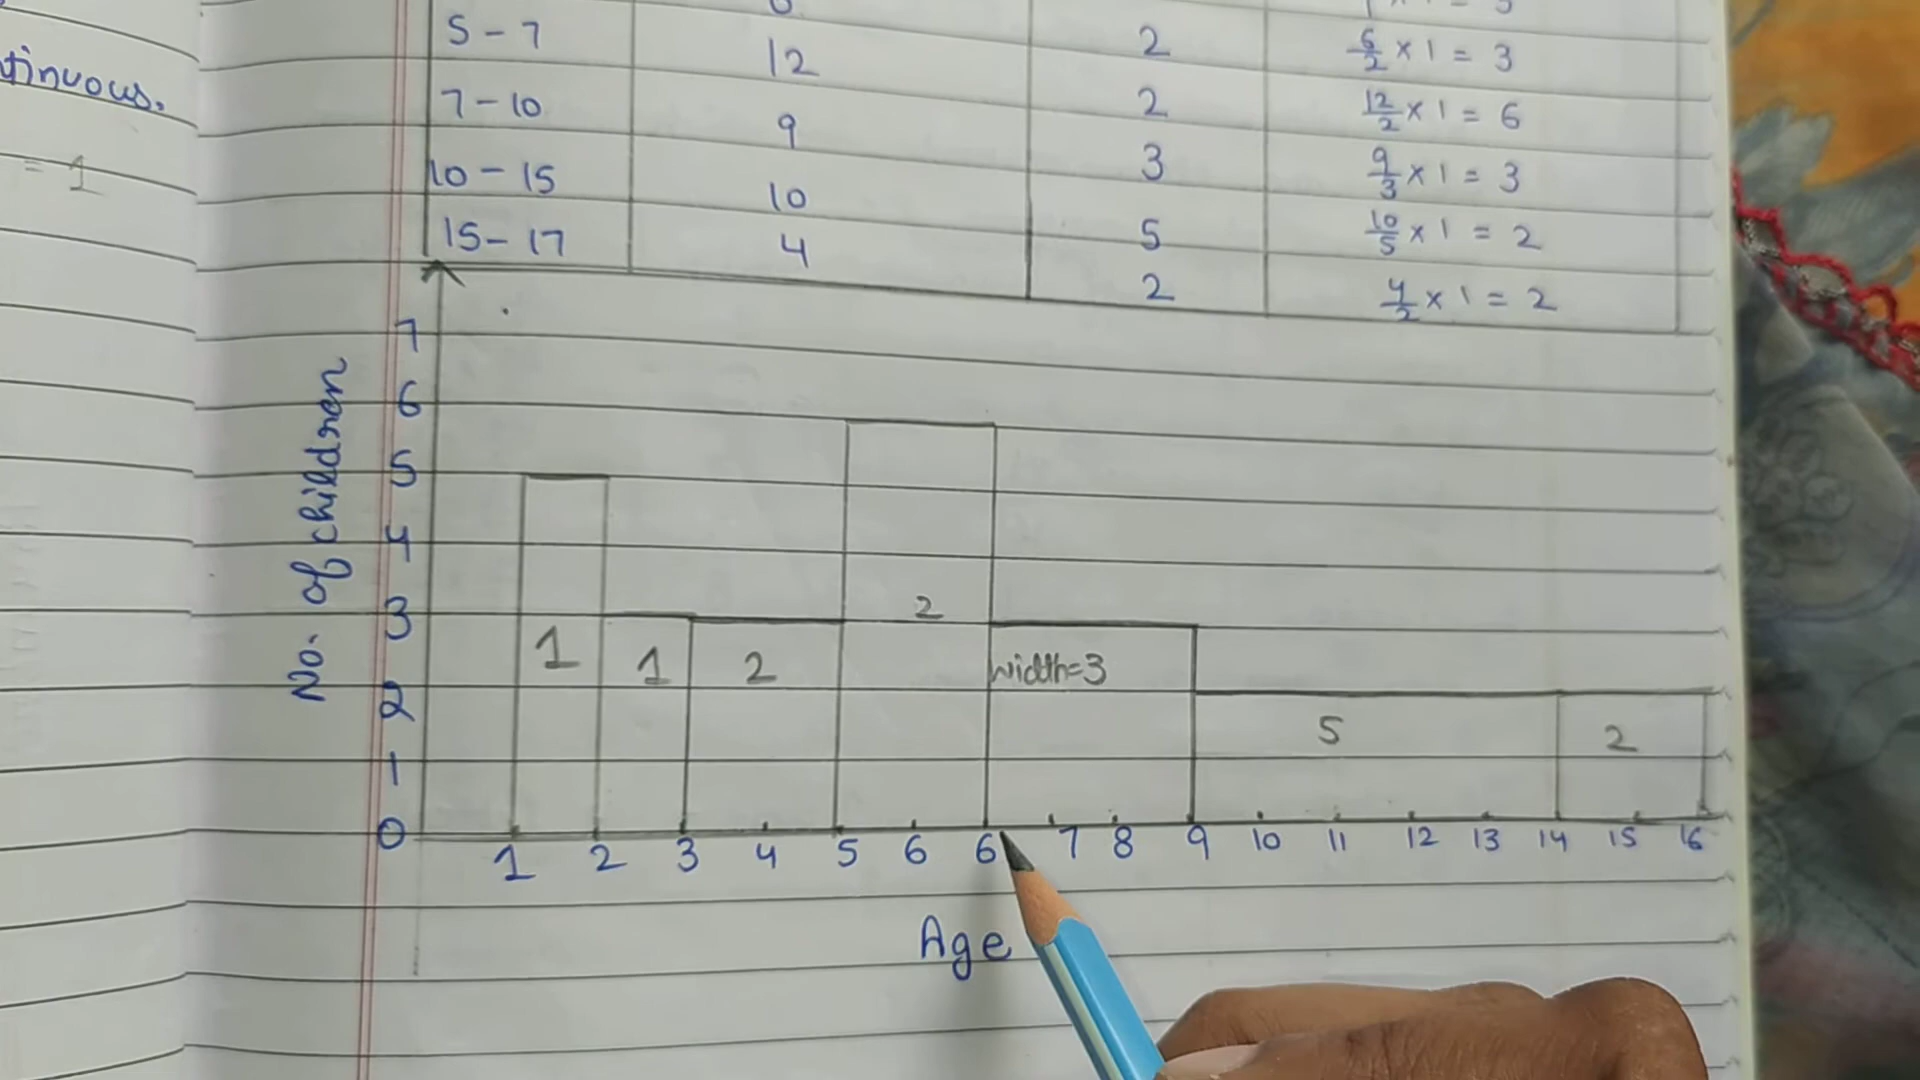 tinuous.
= 1
5 - 7 12 2 6/2 × 1 = 3
7 - 10 9 2 12/2 × 1 = 6
10 - 15 10 3 9/3 × 1 = 3
15 - 17 4 5 10/5 × 1 = 2
2 4/2 × 1 = 2
No. of children
7
6
5
4
3
2
1
0
1 1 2 2 width=3 5 2
1 2 3 4 5 6 6 7 8 9 10 11 12 13 14 15 16
Age